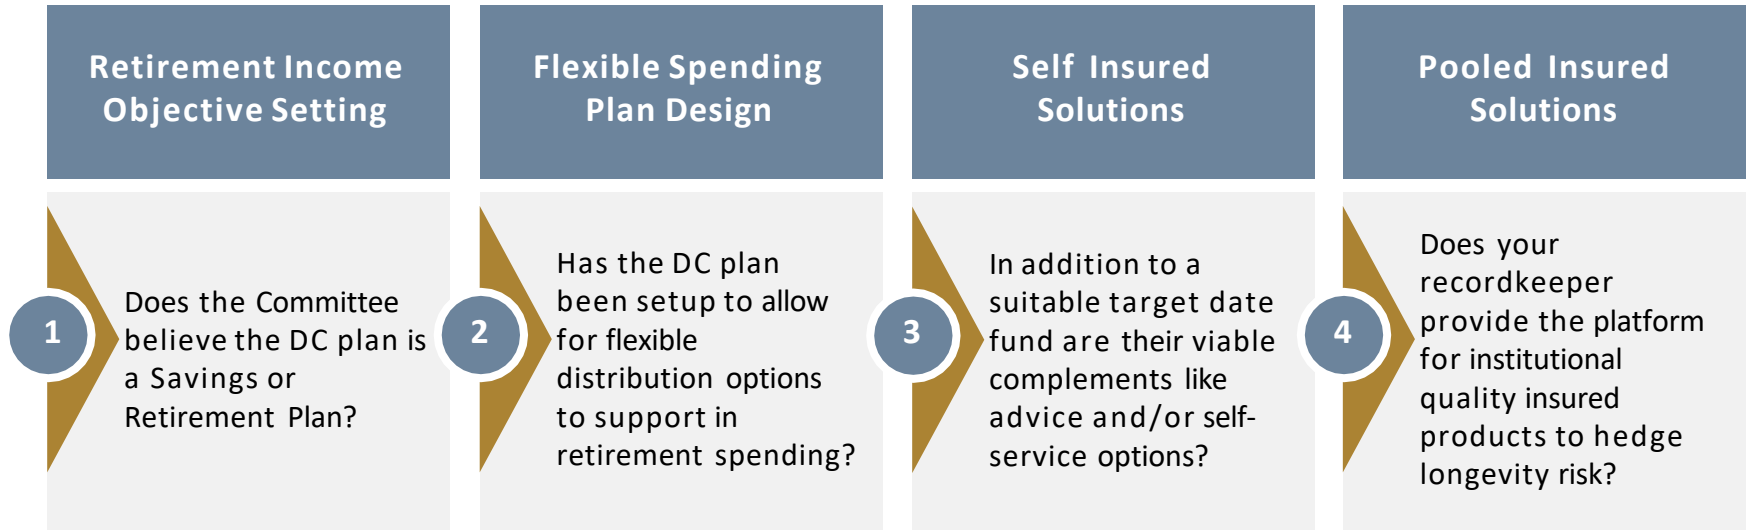 Retirement Income
Objective Setting
Flexible Spending
Plan Design
Self Insured
Solutions
Pooled Insured
Solutions
1
Does the Committee
believe the DC plan is
a Savings or
Retirement Plan?
2
Has the DC plan
been setup to allow
for flexible
distribution options
to support in
retirement spending?
3
In addition to a
suitable target date
fund are their viable
complements like
advice and/or self-
service options?
4
Does your
recordkeeper
provide the platform
for institutional
quality insured
products to hedge
longevity risk?